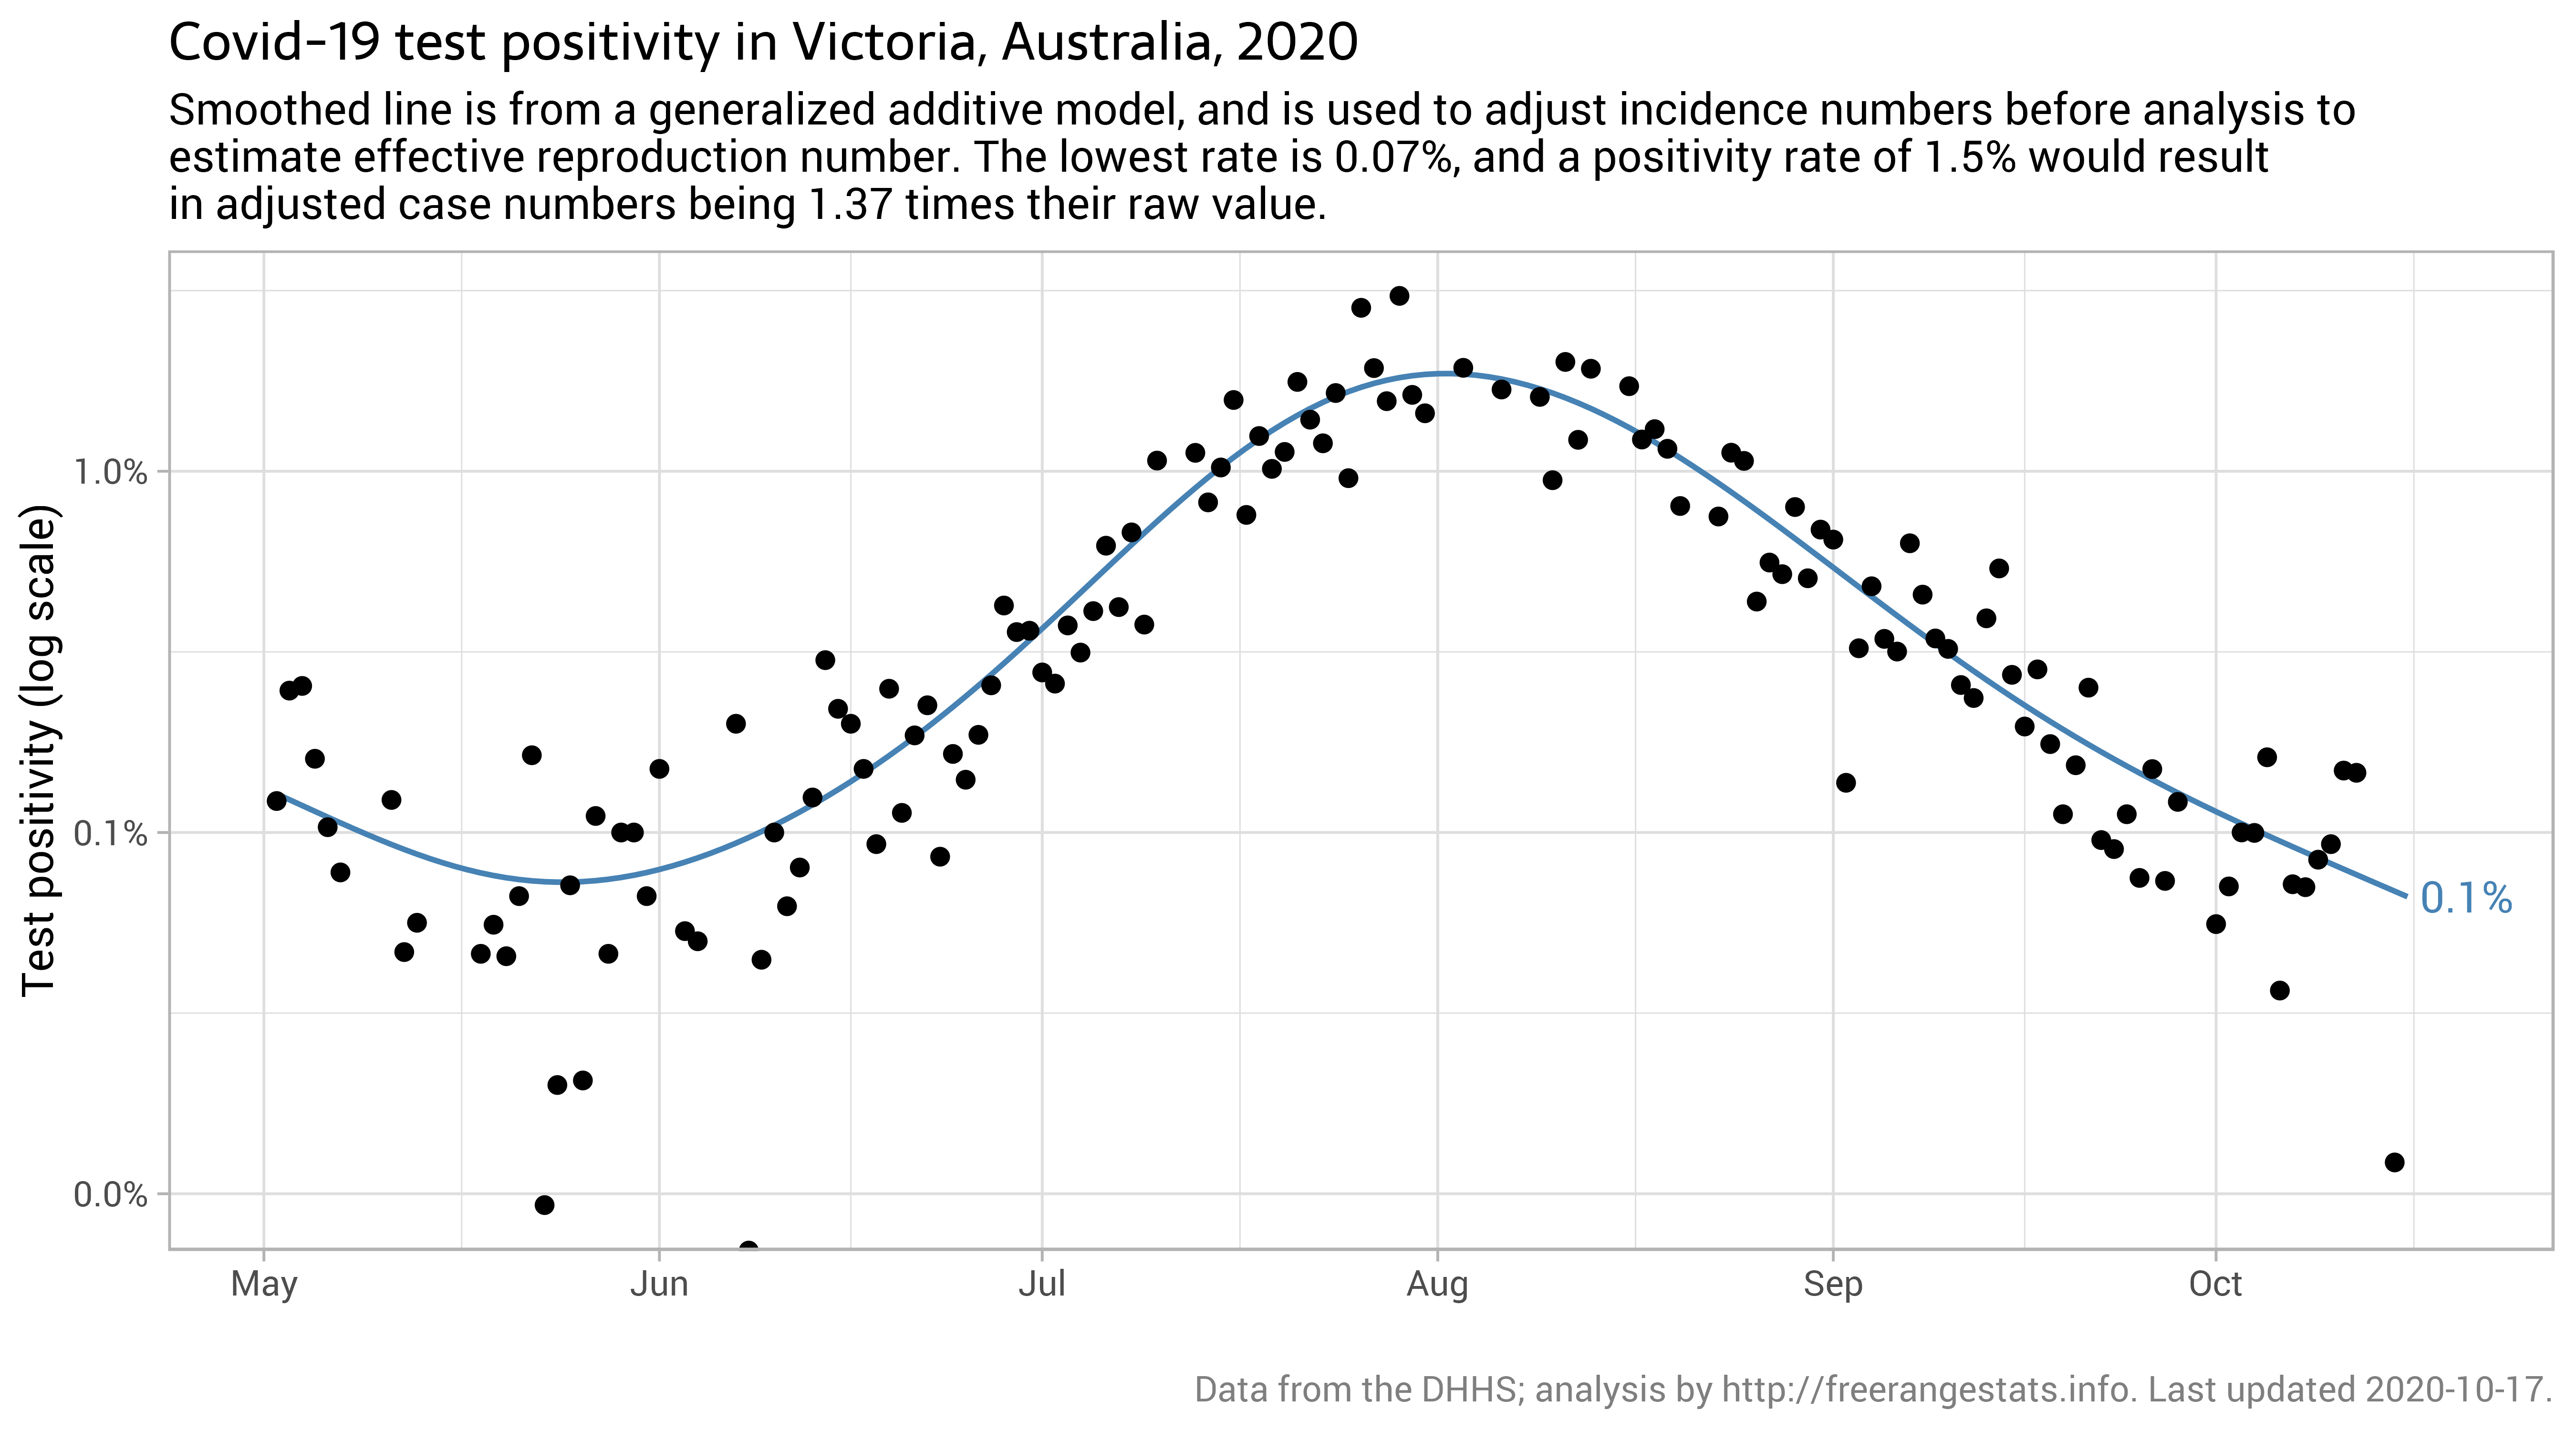 Covid-19 test positivity in Victoria, Australia, 2020
Smoothed line is from a generalized additive model, and is used to adjust incidence numbers before analysis to
estimate effective reproduction number. The lowest rate is 0.07%, and a positivity rate of 1.5% would result
in adjusted case numbers being 1.37 times their raw value.
Test positivity (log scale)
1.0%
0.1%
0.0%
0.1%
May Jun Jul Aug Sep Oct
Data from the DHHS; analysis by http://freerangestats.info. Last updated 2020-10-17.